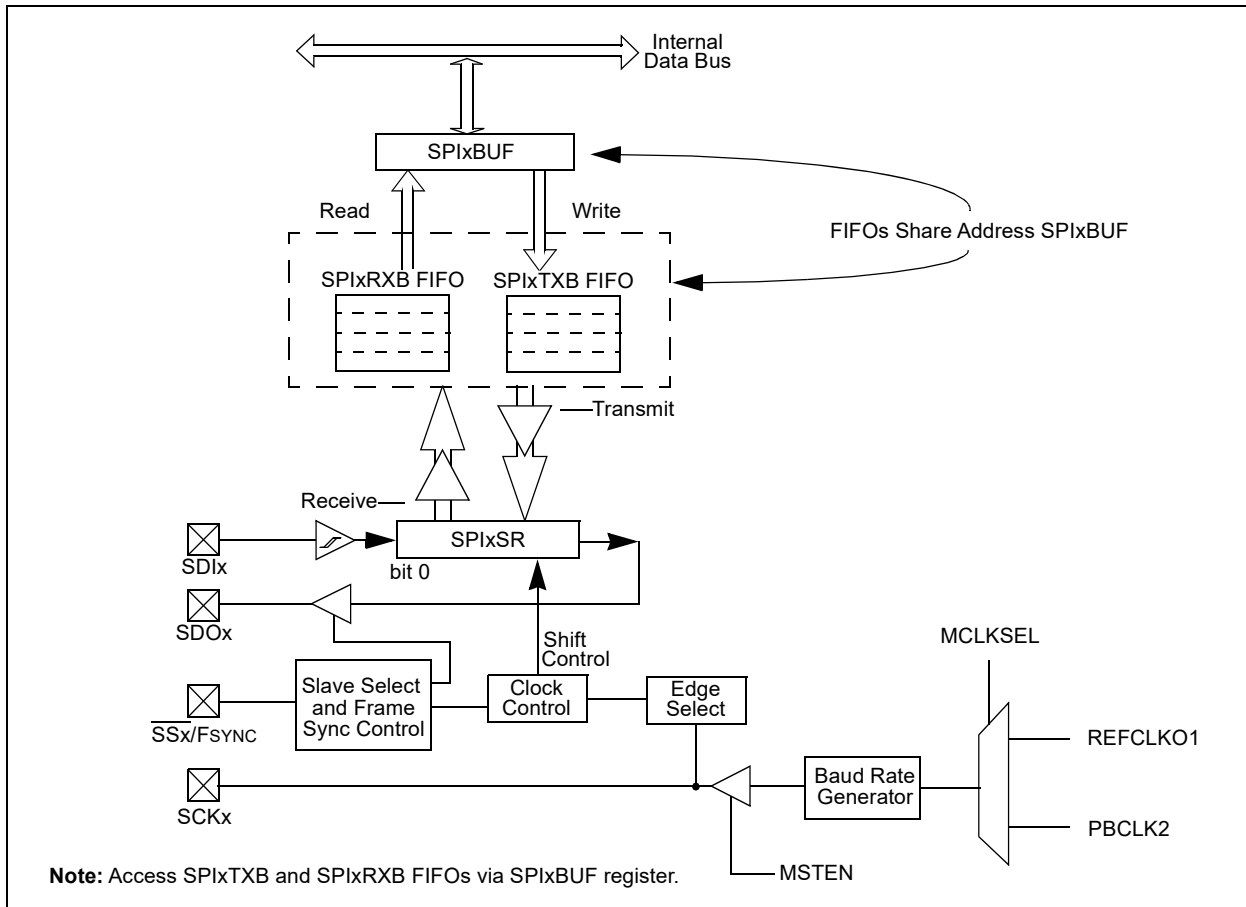 Internal
Data Bus
SPIxBUF
Read
Write
FIFOs Share Address SPIxBUF
SPIxRXB FIFO
SPIxTXB FIFO
Transmit
Receive
SPIxSR
SDIx
bit 0
SDOx
Shift
Control
MCLKSEL
Slave Select
and Frame
Sync Control
Clock
Control
Edge
Select
SSx/FSYNC
REFCLKO1
Baud Rate
Generator
SCKx
PBCLK2
MSTEN
Note: Access SPIxTXB and SPIxRXB FIFOs via SPIxBUF register.